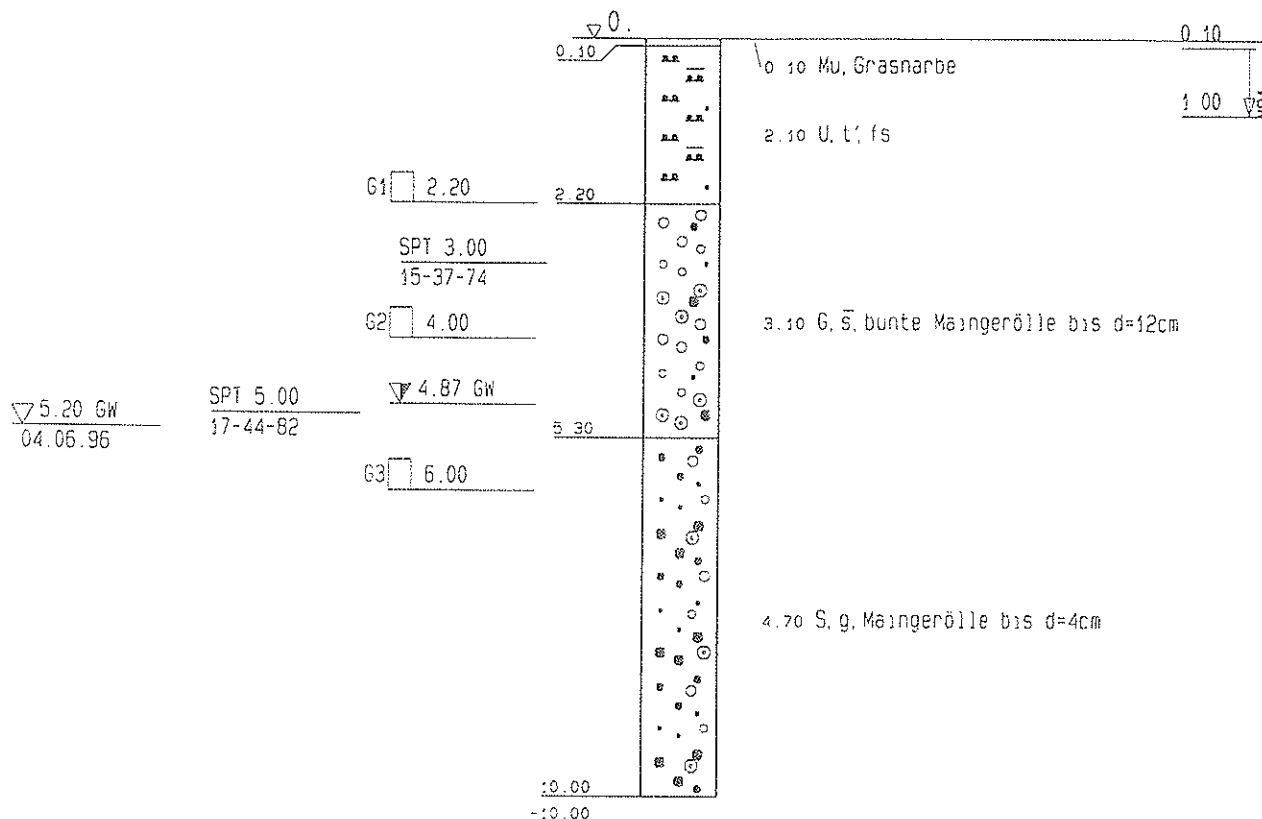 0.
0.10
0.10
0.10 Mu, Grasnarbe
1.00
2.10 U, t', fs
G1 2.20
2.20
SPT 3.00
15-37-74
G2 4.00
3.10 G, s̄, bunte Maingerölle bis d=12cm
4.87 GW
5.20 GW
04.06.96
SPT 5.00
17-44-82
5.30
G3 6.00
4.70 S, g, Maingerölle bis d=4cm
10.00
-10.00